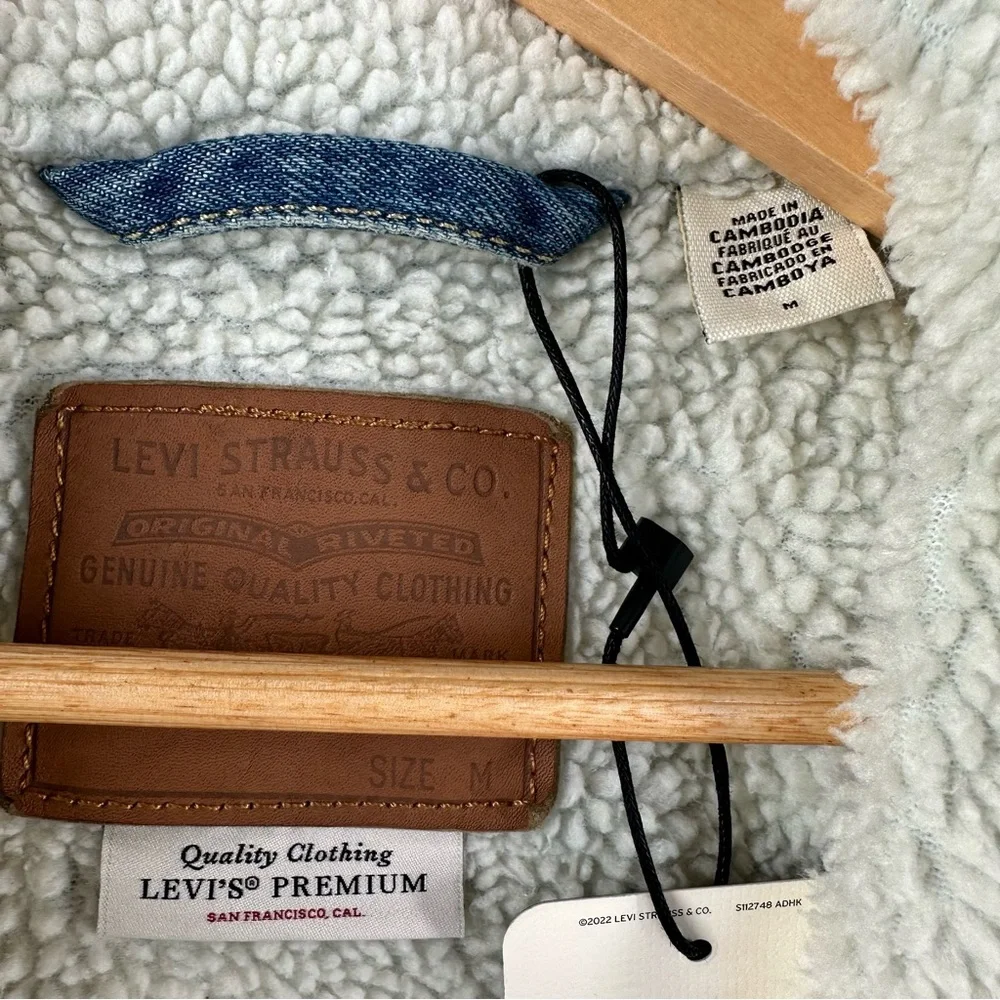 MADE IN
CAMBODIA
FABRIQUÉ AU
CAMBODGE
FABRICADO EN
CAMBOYA
M
LEVI STRAUSS & CO.
SAN FRANCISCO, CAL.
ORIGINAL RIVETED
GENUINE QUALITY CLOTHING
TRADE MARK
SIZE M
Quality Clothing
LEVI'S® PREMIUM
SAN FRANCISCO, CAL.
©2022 LEVI STRAUSS & CO. S112748 ADHK